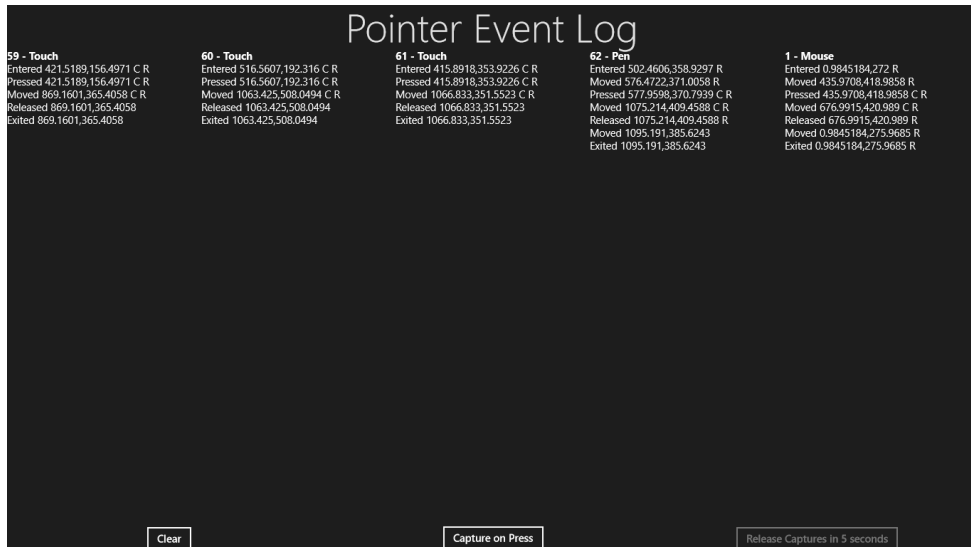 Pointer Event Log
59 - Touch
Entered 421.5189,156.4971 C R
Pressed 421.5189,156.4971 C R
Moved 869.1601,365.4058 C R
Released 869.1601,365.4058
Exited 869.1601,365.4058
60 - Touch
Entered 516.5607,192.316 C R
Pressed 516.5607,192.316 C R
Moved 1063.425,508.0494 C R
Released 1063.425,508.0494
Exited 1063.425,508.0494
61 - Touch
Entered 415.8918,353.9226 C R
Pressed 415.8918,353.9226 C R
Moved 1066.833,351.5523 C R
Released 1066.833,351.5523
Exited 1066.833,351.5523
62 - Pen
Entered 502.4606,358.9297 R
Moved 576.4722,371.0058 R
Pressed 577.9598,370.7939 C R
Moved 1075.214,409.4588 C R
Released 1075.214,409.4588 R
Moved 1095.191,385.6243
Exited 1095.191,385.6243
1 - Mouse
Entered 0.9845184,272 R
Moved 435.9708,418.9858 R
Pressed 435.9708,418.9858 C R
Moved 676.9915,420.989 C R
Released 676.9915,420.989 R
Moved 0.9845184,275.9685 R
Exited 0.9845184,275.9685 R
Clear
Capture on Press
Release Captures in 5 seconds